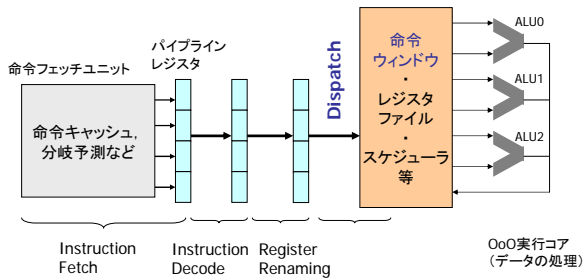 命令フェッチユニット
命令キャッシュ,
分岐予測など
パイプライン
レジスタ
Dispatch
命令
ウィンドウ
・
レジスタ
ファイル
・
スケジューラ
等
ALU0
ALU1
ALU2
Instruction
Fetch
Instruction
Decode
Register
Renaming
OoO実行コア
(データの処理)